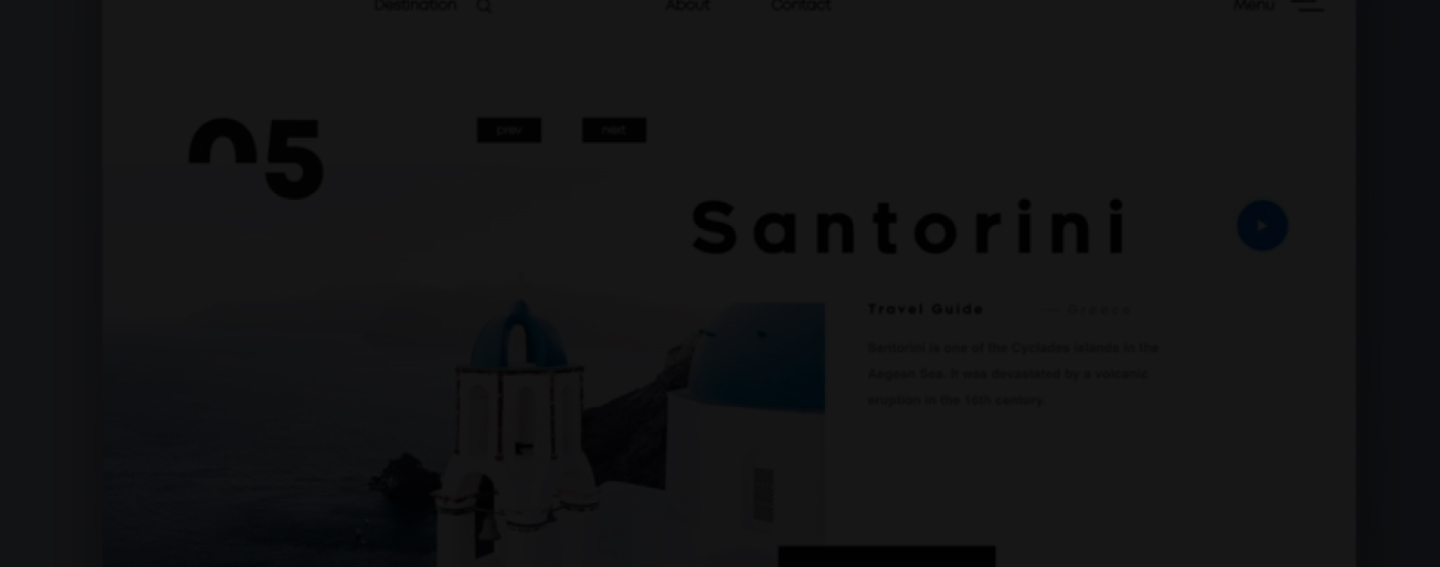 Destination
About
Contact
Menu
05
prev
next
Santorini
Travel Guide
— Greece
Santorini is one of the Cyclades islands in the
Aegean Sea. It was devastated by a volcanic
eruption in the 16th century.